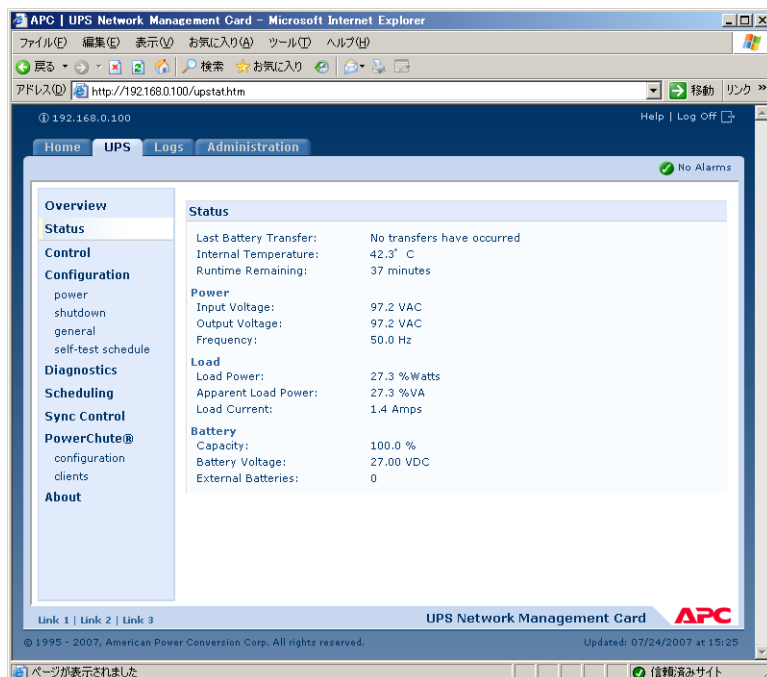 APC | UPS Network Management Card - Microsoft Internet Explorer
ファイル(F) 編集(E) 表示(V) お気に入り(A) ツール(T) ヘルプ(H)
戻る 検索 お気に入り
アドレス(D) http://192.168.0.100/upstat.htm 移動 リンク »
192.168.0.100 Help | Log Off
Home UPS Logs Administration
No Alarms
Overview
Status
Control
Configuration
power
shutdown
general
self-test schedule
Diagnostics
Scheduling
Sync Control
PowerChute®
configuration
clients
About
Status
Last Battery Transfer: No transfers have occurred
Internal Temperature: 42.3° C
Runtime Remaining: 37 minutes
Power
Input Voltage: 97.2 VAC
Output Voltage: 97.2 VAC
Frequency: 50.0 Hz
Load
Load Power: 27.3 %Watts
Apparent Load Power: 27.3 %VA
Load Current: 1.4 Amps
Battery
Capacity: 100.0 %
Battery Voltage: 27.00 VDC
External Batteries: 0
Link 1 | Link 2 | Link 3 UPS Network Management Card APC
© 1995 - 2007, American Power Conversion Corp. All rights reserved. Updated: 07/24/2007 at 15:25
ページが表示されました 信頼済みサイト